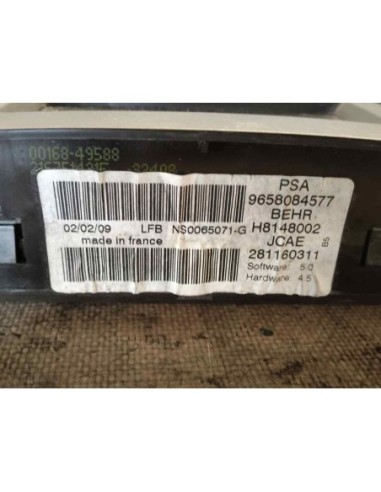 00168-49588
PSA
9658084577
BEHR
02/02/09 LFB NS0065071-G H8148002
made in france JCAE
281160311
Software: 5.0
Hardware: 4.5